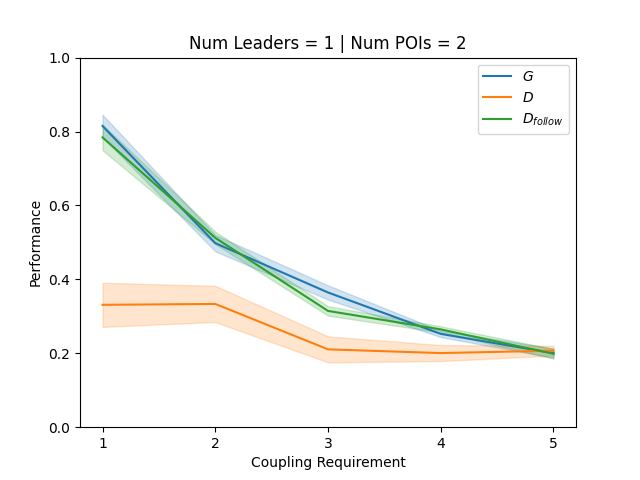 Num Leaders = 1 | Num POIs = 2
1.0
0.8
0.6
0.4
0.2
0.0
Performance
G
D
D_follow
1 2 3 4 5
Coupling Requirement